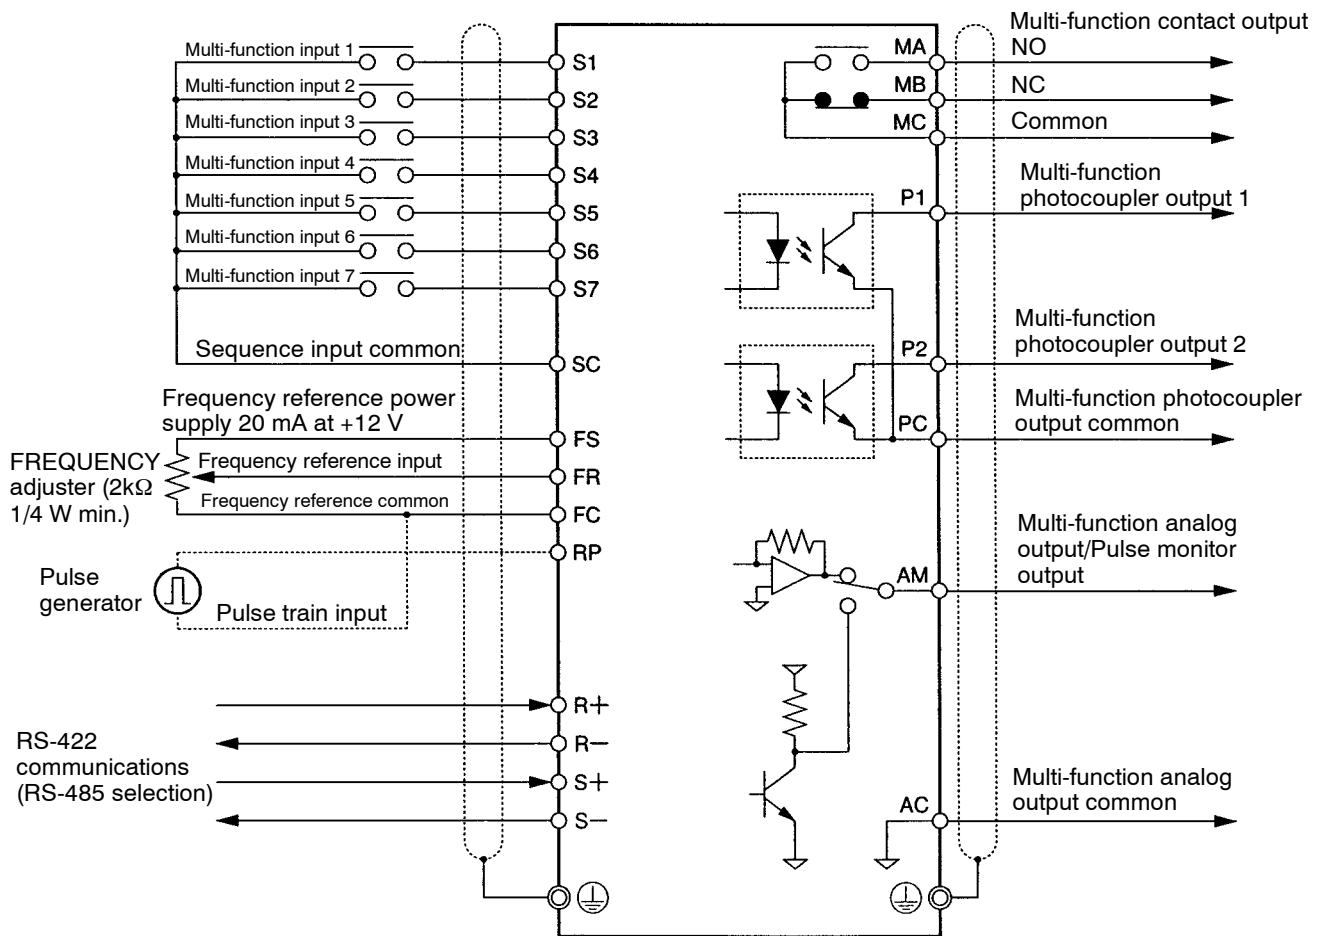 Multi-function input 1
S1
Multi-function input 2
S2
Multi-function input 3
S3
Multi-function input 4
S4
Multi-function input 5
S5
Multi-function input 6
S6
Multi-function input 7
S7
Sequence input common
SC
Frequency reference power
supply 20 mA at +12 V
FS
FREQUENCY
adjuster (2kΩ
1/4 W min.)
Frequency reference input
FR
Frequency reference common
FC
RP
Pulse
generator
Pulse train input
R+
R−
S+
S−
RS-422
communications
(RS-485 selection)
Multi-function contact output
MA
NO
MB
NC
MC
Common
P1
Multi-function
photocoupler output 1
P2
Multi-function
photocoupler output 2
PC
Multi-function photocoupler
output common
AM
Multi-function analog
output/Pulse monitor
output
AC
Multi-function analog
output common